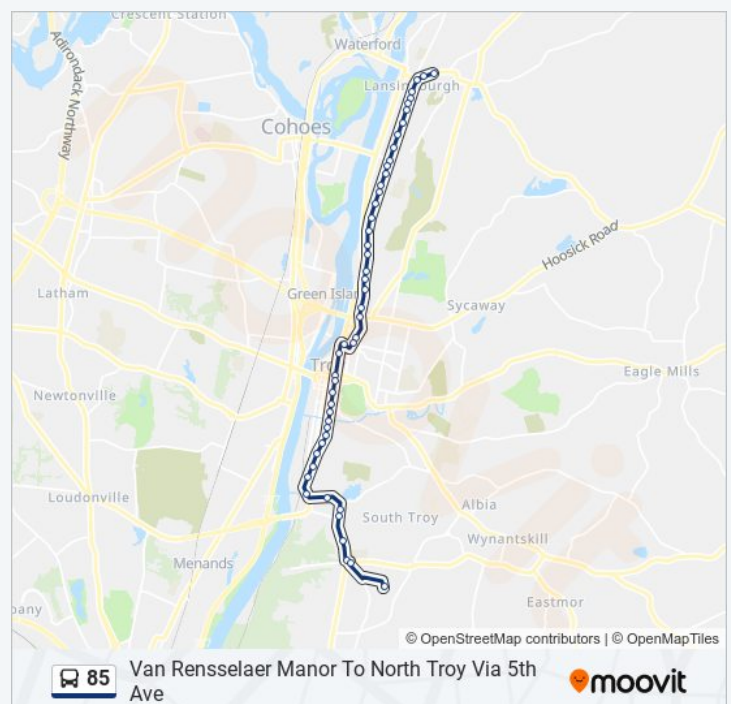 Crescent Station
Adirondack Northway
Waterford
Lansingburgh
Cohoes
Hoosick Road
Latham
Green Island
Sycaway
Troy
Eagle Mills
Newtonville
Loudonville
Albia
South Troy
Wynantskill
Menands
Eastmor
pany
© OpenStreetMap contributors | © OpenMapTiles
85 Van Rensselaer Manor To North Troy Via 5th
Ave
moovit